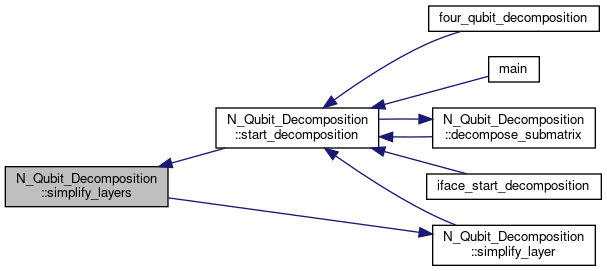 four_qubit_decomposition
main
N_Qubit_Decomposition
::start_decomposition
N_Qubit_Decomposition
::decompose_submatrix
N_Qubit_Decomposition
::simplify_layers
iface_start_decomposition
N_Qubit_Decomposition
::simplify_layer